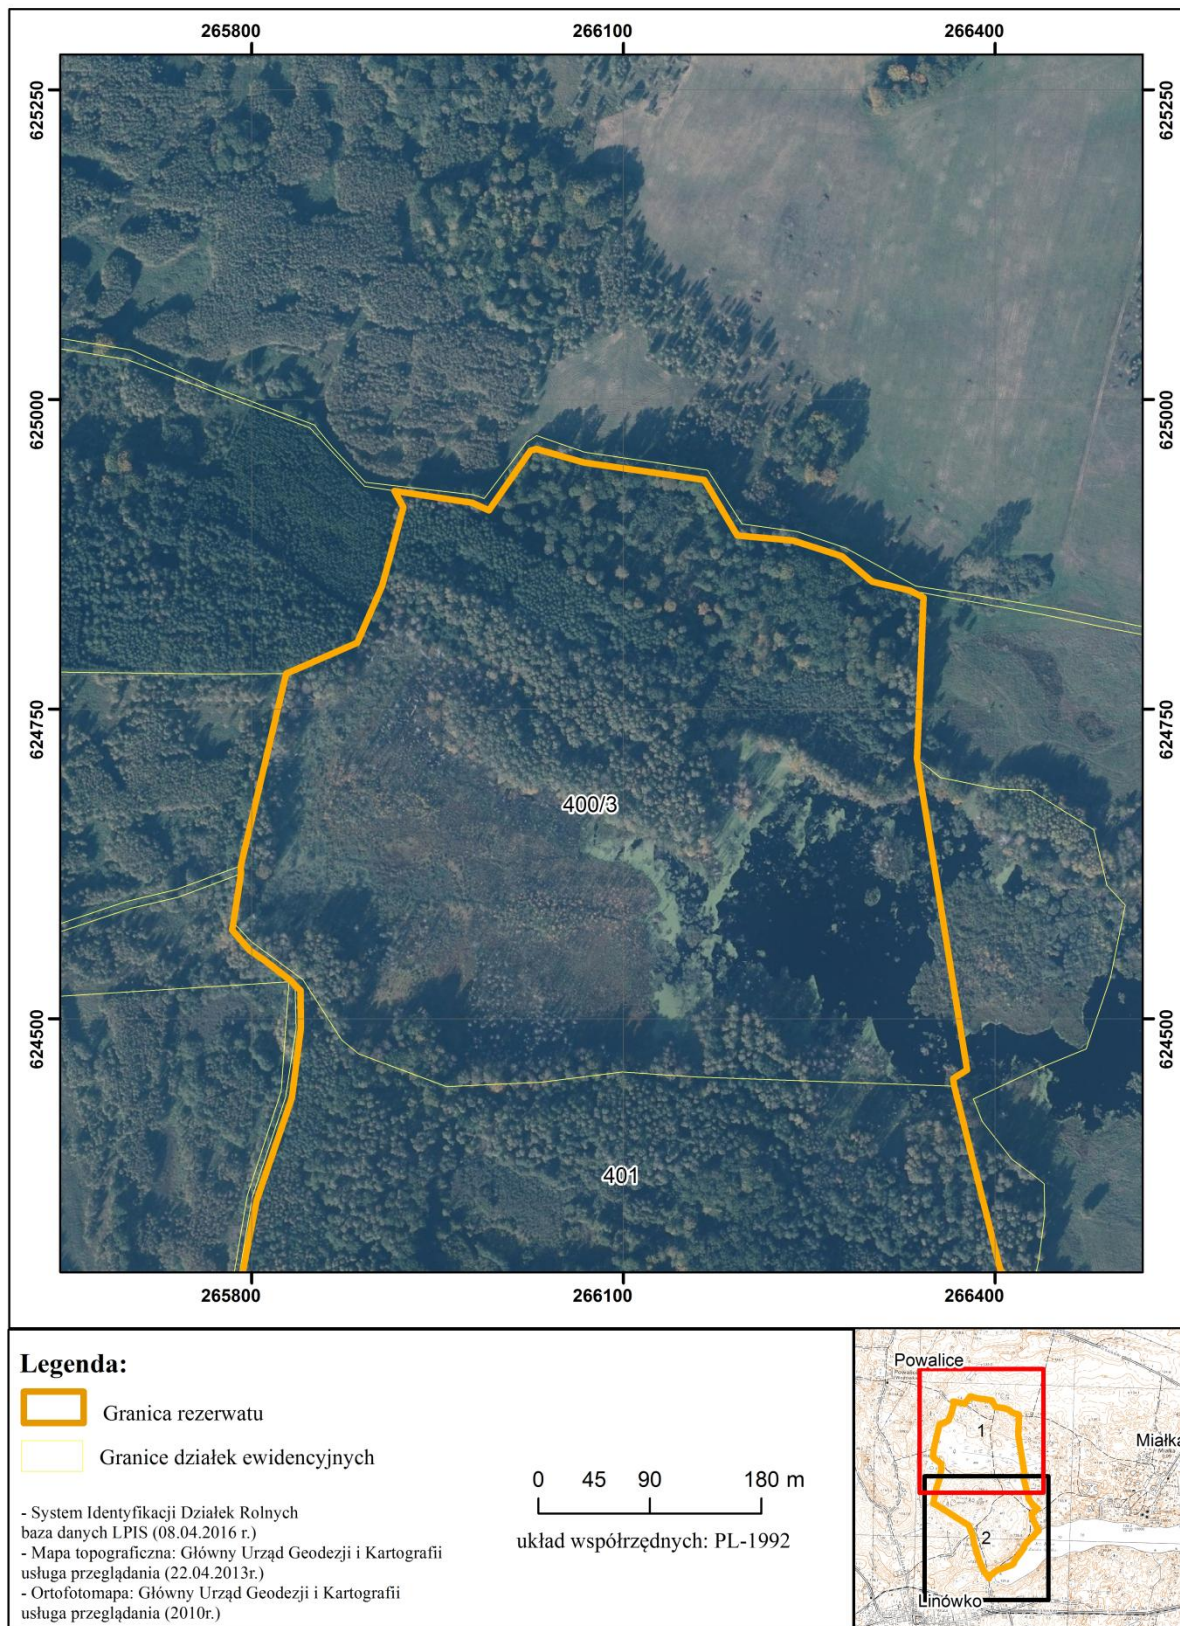 265800 266100 266400
625250 625250
625000 625000
624750 624750
400/3
624500 624500
401
265800 266100 266400
Legenda:
Granica rezerwatu
Granice działek ewidencyjnych
- System Identyfikacji Działek Rolnych
baza danych LPIS (08.04.2016 r.)
- Mapa topograficzna: Główny Urząd Geodezji i Kartografii
usługa przeglądania (22.04.2013r.)
- Ortofotomapa: Główny Urząd Geodezji i Kartografii
usługa przeglądania (2010r.)
0 45 90 180 m
układ współrzędnych: PL-1992
Powalice
1
Miałka
2
Linówko